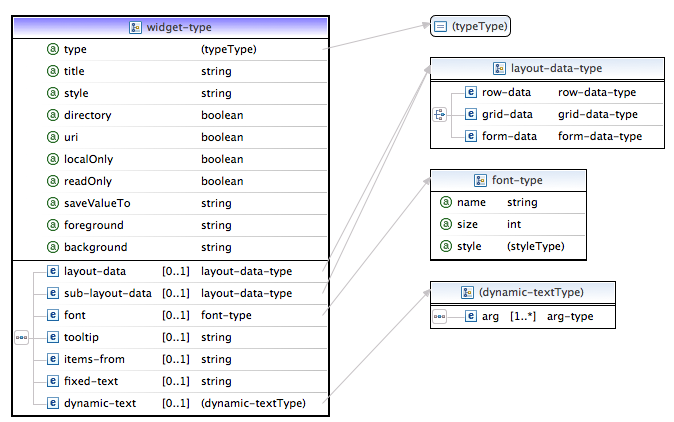 widget-type
type (typeType)
title string
style string
directory boolean
uri boolean
localOnly boolean
readOnly boolean
saveValueTo string
foreground string
background string
layout-data [0..1] layout-data-type
sub-layout-data [0..1] layout-data-type
font [0..1] font-type
tooltip [0..1] string
items-from [0..1] string
fixed-text [0..1] string
dynamic-text [0..1] (dynamic-textType)
(typeType)
layout-data-type
row-data row-data-type
grid-data grid-data-type
form-data form-data-type
font-type
name string
size int
style (styleType)
(dynamic-textType)
arg [1..*] arg-type